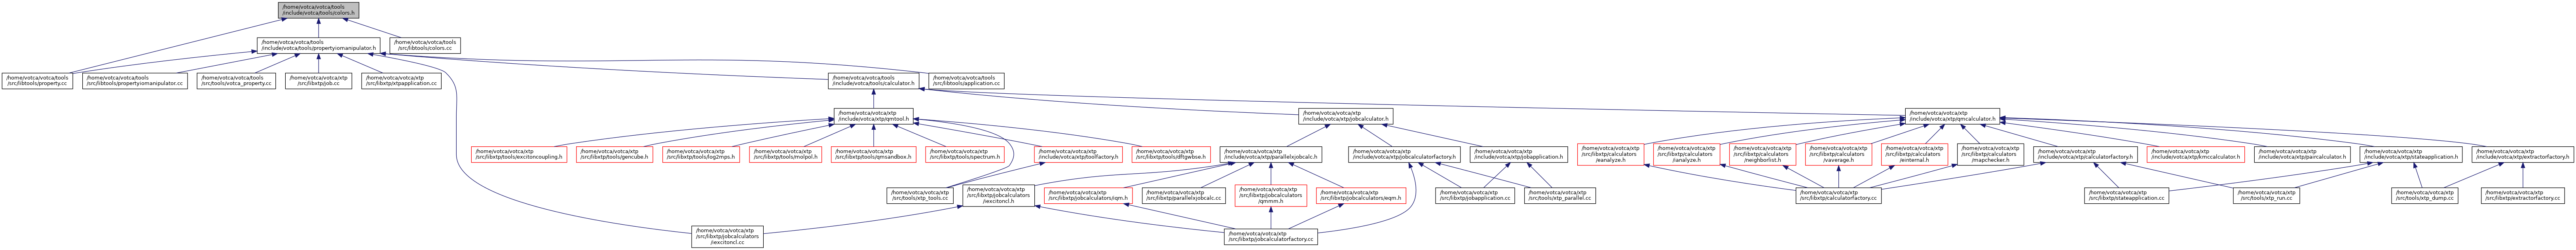 /home/votca/votca/tools
/include/votca/tools/colors.h
/home/votca/votca/tools
/include/votca/tools/propertyiomanipulator.h
/home/votca/votca/tools
/src/libtools/colors.cc
/home/votca/votca/tools
/src/libtools/property.cc
/home/votca/votca/tools
/src/libtools/propertyiomanipulator.cc
/home/votca/votca/tools
/src/tools/votca_property.cc
/home/votca/votca/xtp
/src/libxtp/job.cc
/home/votca/votca/xtp
/src/libxtp/xtpapplication.cc
/home/votca/votca/tools
/include/votca/tools/calculator.h
/home/votca/votca/tools
/src/libtools/application.cc
/home/votca/votca/xtp
/include/votca/xtp/qmtool.h
/home/votca/votca/xtp
/include/votca/xtp/jobcalculator.h
/home/votca/votca/xtp
/include/votca/xtp/qmcalculator.h
/home/votca/votca/xtp
/src/libxtp/tools/excitoncoupling.h
/home/votca/votca/xtp
/src/libxtp/tools/gencube.h
/home/votca/votca/xtp
/src/libxtp/tools/log2mps.h
/home/votca/votca/xtp
/src/libxtp/tools/molpol.h
/home/votca/votca/xtp
/src/libxtp/tools/qmsandbox.h
/home/votca/votca/xtp
/src/libxtp/tools/spectrum.h
/home/votca/votca/xtp
/include/votca/xtp/toolfactory.h
/home/votca/votca/xtp
/src/libxtp/tools/dftgwbse.h
/home/votca/votca/xtp
/include/votca/xtp/parallelxjobcalc.h
/home/votca/votca/xtp
/include/votca/xtp/jobcalculatorfactory.h
/home/votca/votca/xtp
/include/votca/xtp/jobapplication.h
/home/votca/votca/xtp
/src/libxtp/calculators
/eanalyze.h
/home/votca/votca/xtp
/src/libxtp/calculators
/ianalyze.h
/home/votca/votca/xtp
/src/libxtp/calculators
/neighborlist.h
/home/votca/votca/xtp
/src/libxtp/calculators
/vaverage.h
/home/votca/votca/xtp
/src/libxtp/calculators
/einternal.h
/home/votca/votca/xtp
/src/libxtp/calculators
/mapchecker.h
/home/votca/votca/xtp
/include/votca/xtp/calculatorfactory.h
/home/votca/votca/xtp
/include/votca/xtp/kmccalculator.h
/home/votca/votca/xtp
/include/votca/xtp/paircalculator.h
/home/votca/votca/xtp
/include/votca/xtp/stateapplication.h
/home/votca/votca/xtp
/include/votca/xtp/extractorfactory.h
/home/votca/votca/xtp
/src/tools/xtp_tools.cc
/home/votca/votca/xtp
/src/libxtp/jobcalculators
/iexcitoncl.h
/home/votca/votca/xtp
/src/libxtp/jobcalculators/iqm.h
/home/votca/votca/xtp
/src/libxtp/parallelxjobcalc.cc
/home/votca/votca/xtp
/src/libxtp/jobcalculators
/qmmm.h
/home/votca/votca/xtp
/src/libxtp/jobcalculators/eqm.h
/home/votca/votca/xtp
/src/libxtp/jobapplication.cc
/home/votca/votca/xtp
/src/tools/xtp_parallel.cc
/home/votca/votca/xtp
/src/libxtp/calculatorfactory.cc
/home/votca/votca/xtp
/src/libxtp/stateapplication.cc
/home/votca/votca/xtp
/src/tools/xtp_run.cc
/home/votca/votca/xtp
/src/tools/xtp_dump.cc
/home/votca/votca/xtp
/src/libxtp/extractorfactory.cc
/home/votca/votca/xtp
/src/libxtp/jobcalculators
/iexcitoncl.cc
/home/votca/votca/xtp
/src/libxtp/jobcalculatorfactory.cc